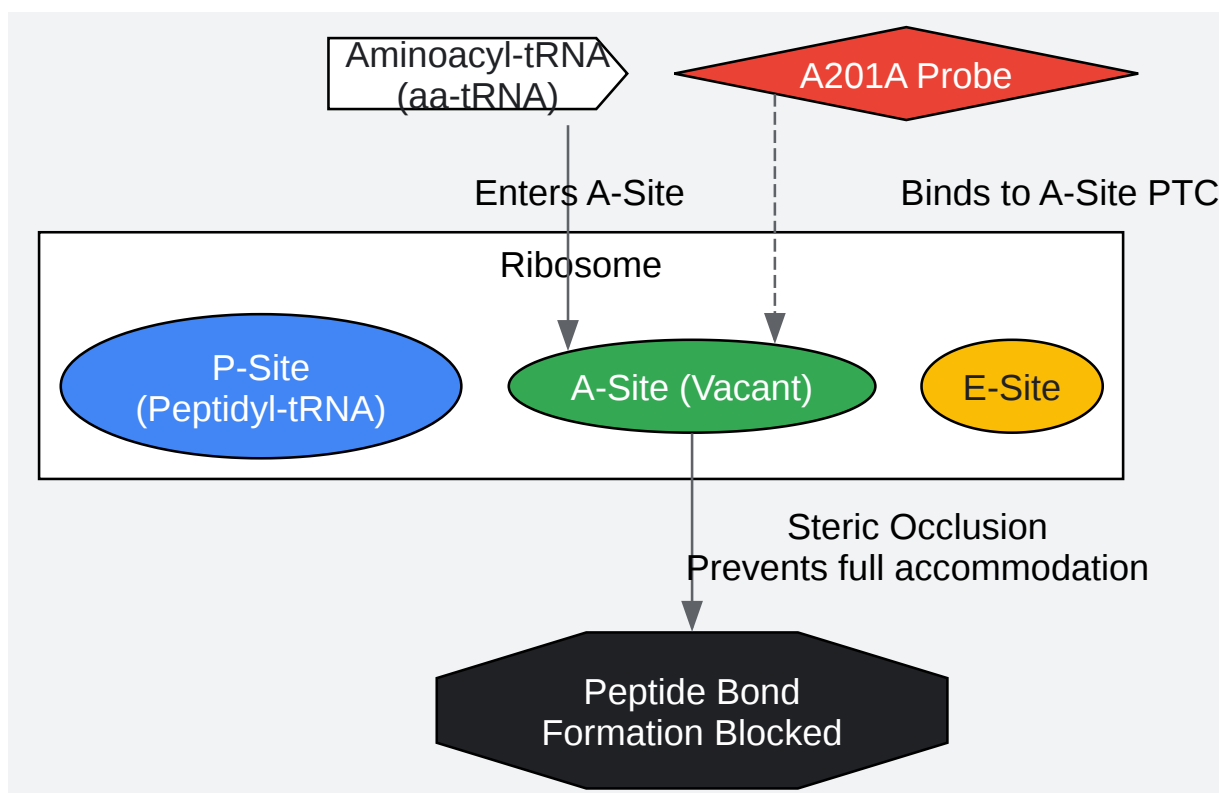 Aminoacyl-tRNA
(aa-tRNA)
A201A Probe
Enters A-Site
Binds to A-Site PTC
Ribosome
P-Site
(Peptidyl-tRNA)
A-Site (Vacant)
E-Site
Steric Occlusion
Prevents full accommodation
Peptide Bond
Formation Blocked